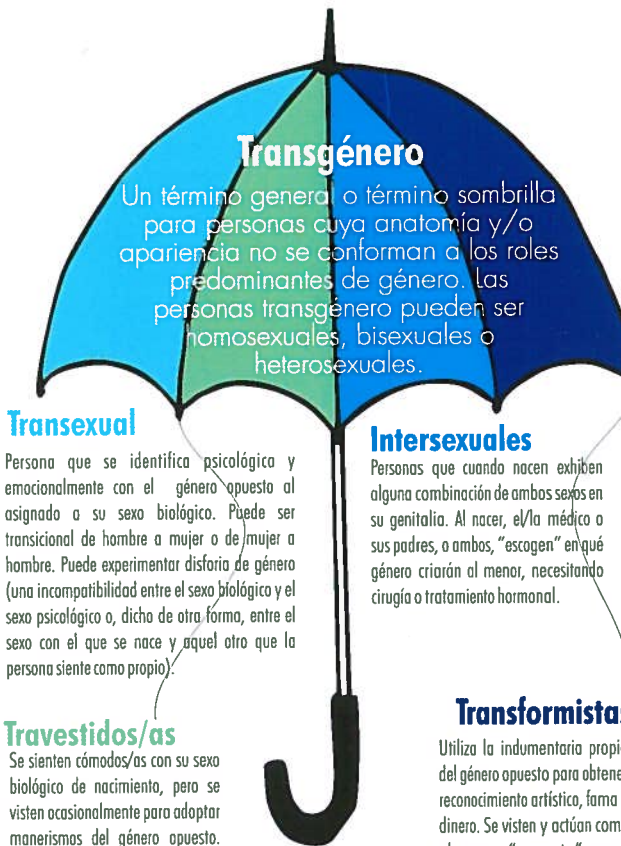 Transgénero
Un término general o término sombrilla
para personas cuya anatomía y/o
apariencia no se conforman a los roles
predominantes de género. Las
personas transgénero pueden ser
homosexuales, bisexuales o
heterosexuales.
Transexual
Persona que se identifica psicológica y
emocionalmente con el género opuesto al
asignado a su sexo biológico. Puede ser
transicional de hombre a mujer o de mujer a
hombre. Puede experimentar disforia de género
(una incompatibilidad entre el sexo biológico y el
sexo psicológico o, dicho de otra forma, entre el
sexo con el que se nace y aquel otro que la
persona siente como propio).
Intersexuales
Personas que cuando nacen exhiben
alguna combinación de ambos sexos en
su genitalia. Al nacer, el/la médico o
sus padres, o ambos, "escogen" en qué
género criarán al menor, necesitando
cirugía o tratamiento hormonal.
Travestidos/as
Se sienten cómodos/as con su sexo
biológico de nacimiento, pero se
visten ocasionalmente para adoptar
manerismos del género opuesto.
Transformistas
Utiliza la indumentaria propi
del género opuesto para obtene
reconocimiento artístico, fama
dinero. Se visten y actúan com